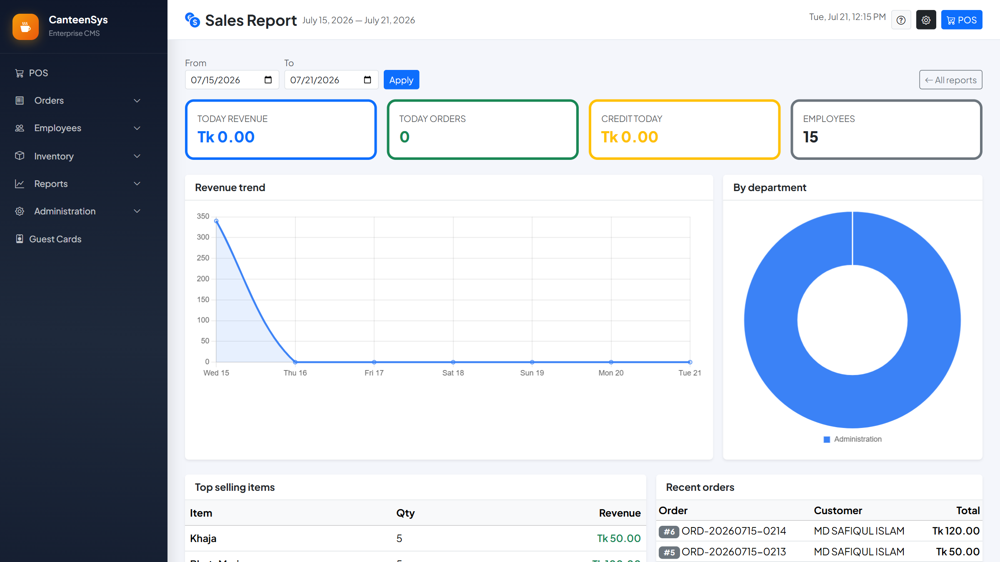 CanteenSys
Enterprise CMS
POS
Orders
Employees
Inventory
Reports
Administration
Guest Cards
Sales Report July 15, 2026 — July 21, 2026
Tue, Jul 21, 12:15 PM
POS
From
To
07/15/2026
07/21/2026
Apply
← All reports
TODAY REVENUE
Tk 0.00
TODAY ORDERS
0
CREDIT TODAY
Tk 0.00
EMPLOYEES
15
Revenue trend
350
300
250
200
150
100
50
0
Wed 15 Thu 16 Fri 17 Sat 18 Sun 19 Mon 20 Tue 21
By department
Administration
Top selling items
Item Qty Revenue
Khaja 5 Tk 50.00
Recent orders
Order Customer Total
#6 ORD-20260715-0214 MD SAFIQUL ISLAM Tk 120.00
#5 ORD-20260715-0213 MD SAFIQUL ISLAM Tk 50.00